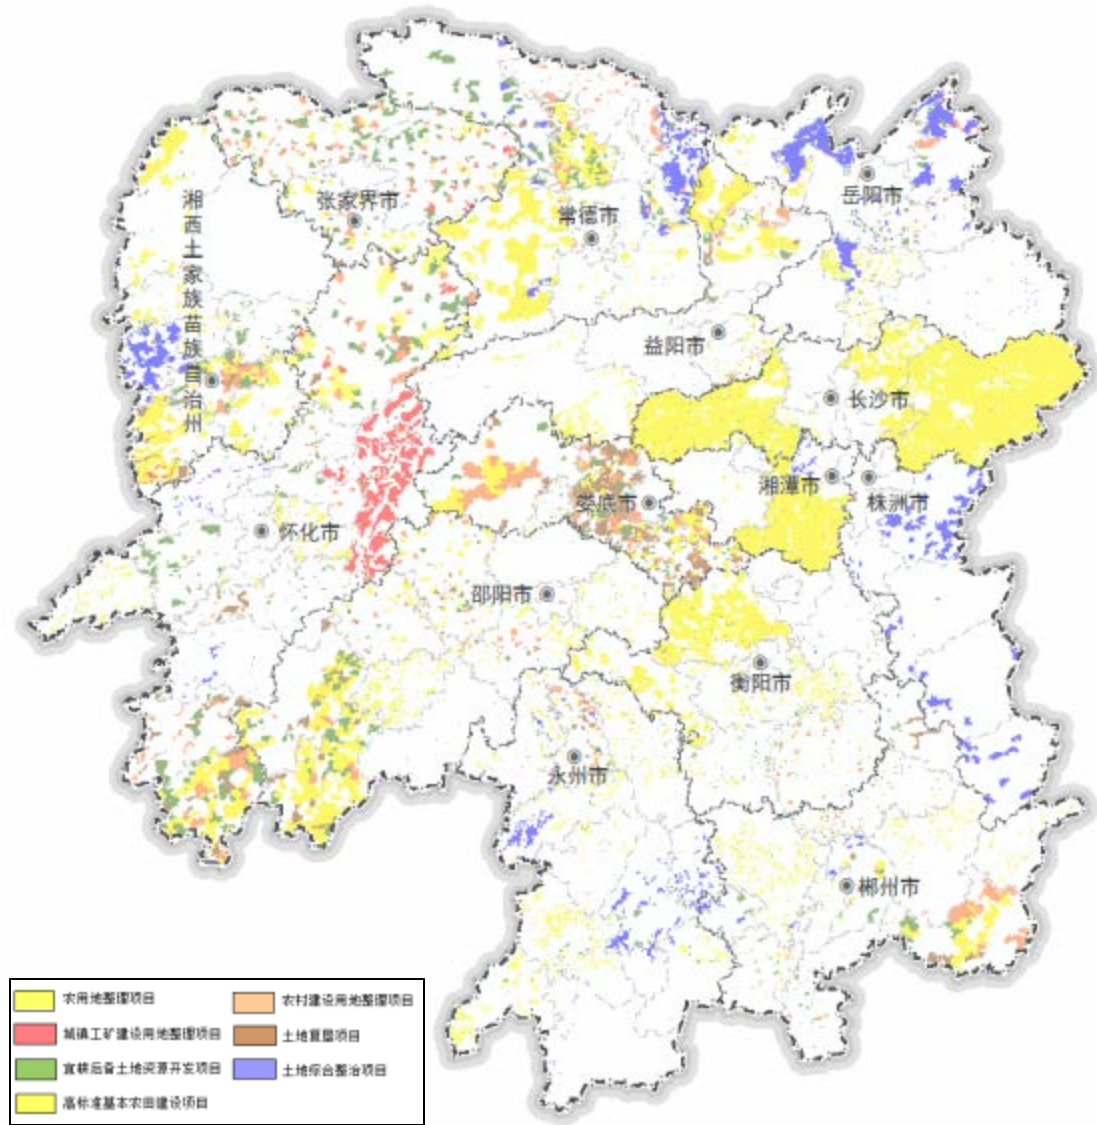 张家界市
常德市
岳阳市
湘西土家族苗族自治州
益阳市
长沙市
湘潭市
株洲市
娄底市
怀化市
邵阳市
衡阳市
永州市
郴州市
农用地整理项目
农村建设用地整理项目
城镇工矿建设用地整理项目
土地复垦项目
宜耕后备土地资源开发项目
土地综合整治项目
高标准基本农田建设项目